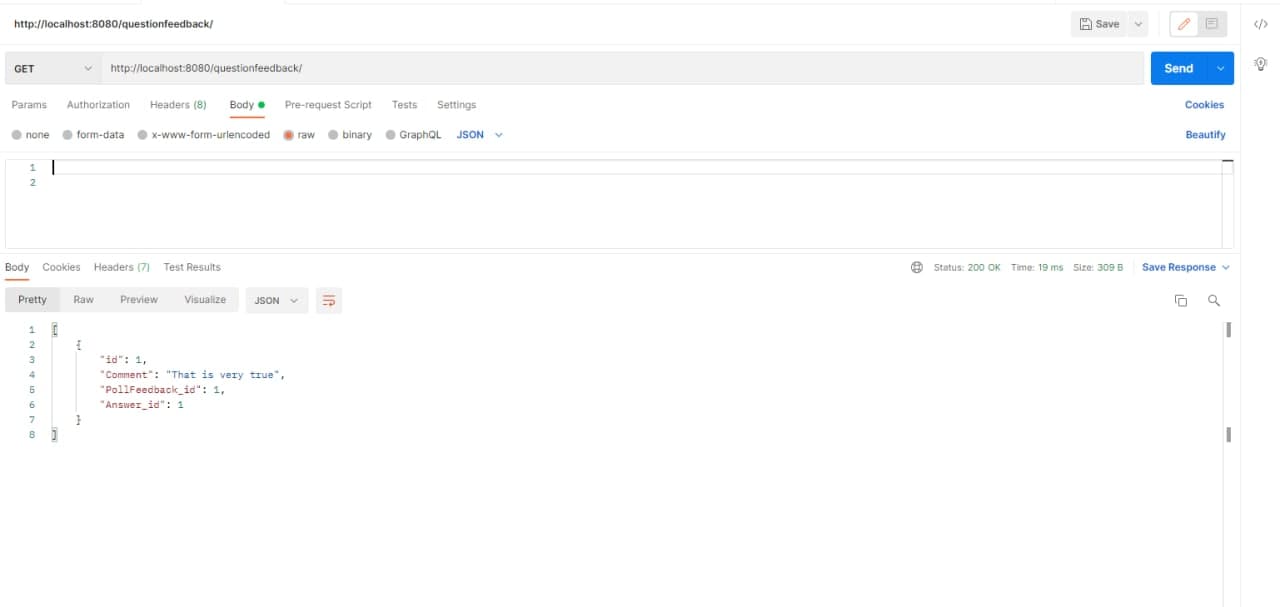 http://localhost:8080/questionfeedback/ Save
GET http://localhost:8080/questionfeedback/ Send
Params Authorization Headers (8) Body Pre-request Script Tests Settings Cookies
none form-data x-www-form-urlencoded raw binary GraphQL JSON Beautify
1
2
Body Cookies Headers (7) Test Results Status: 200 OK Time: 19 ms Size: 309 B Save Response
Pretty Raw Preview Visualize JSON
1 [
2 {
3 "id": 1,
4 "Comment": "That is very true",
5 "PollFeedback_id": 1,
6 "Answer_id": 1
7 }
8 ]